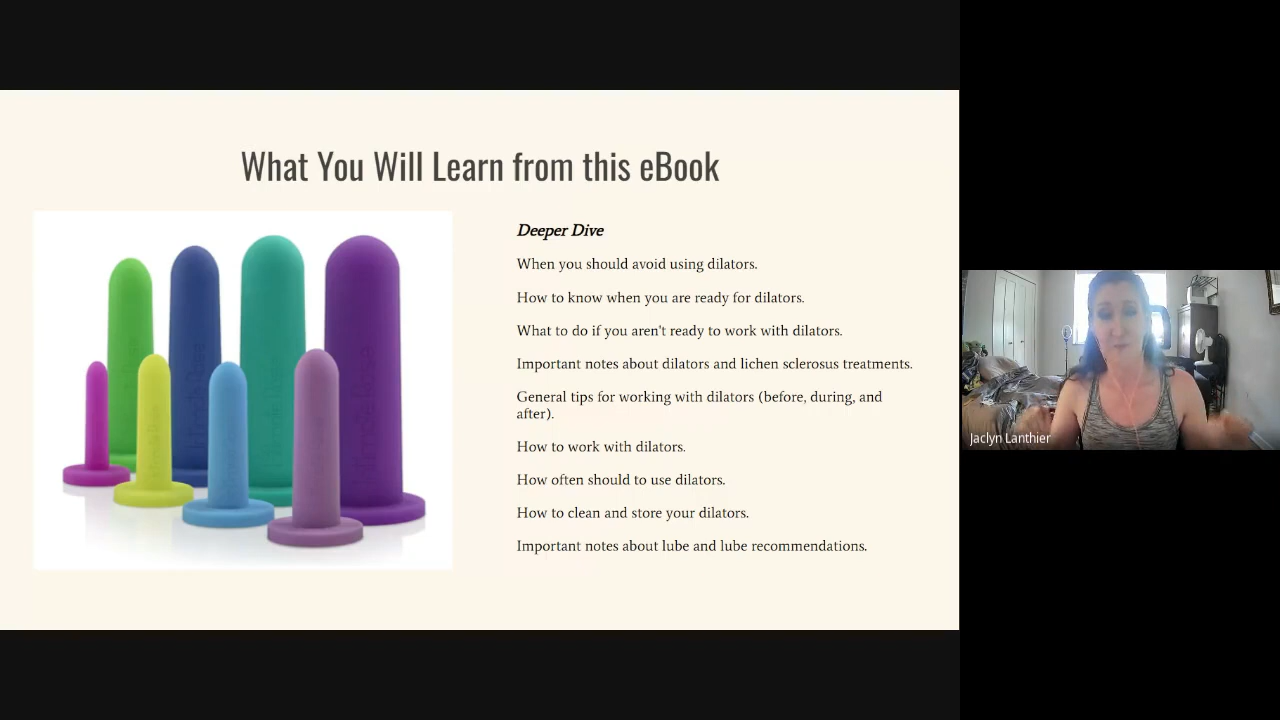 What You Will Learn from this eBook
Deeper Dive
When you should avoid using dilators.
How to know when you are ready for dilators.
What to do if you aren't ready to work with dilators.
Important notes about dilators and lichen sclerosus treatments.
General tips for working with dilators (before, during, and
after).
How to work with dilators.
How often should to use dilators.
How to clean and store your dilators.
Important notes about lube and lube recommendations.
Jaclyn Lanthier